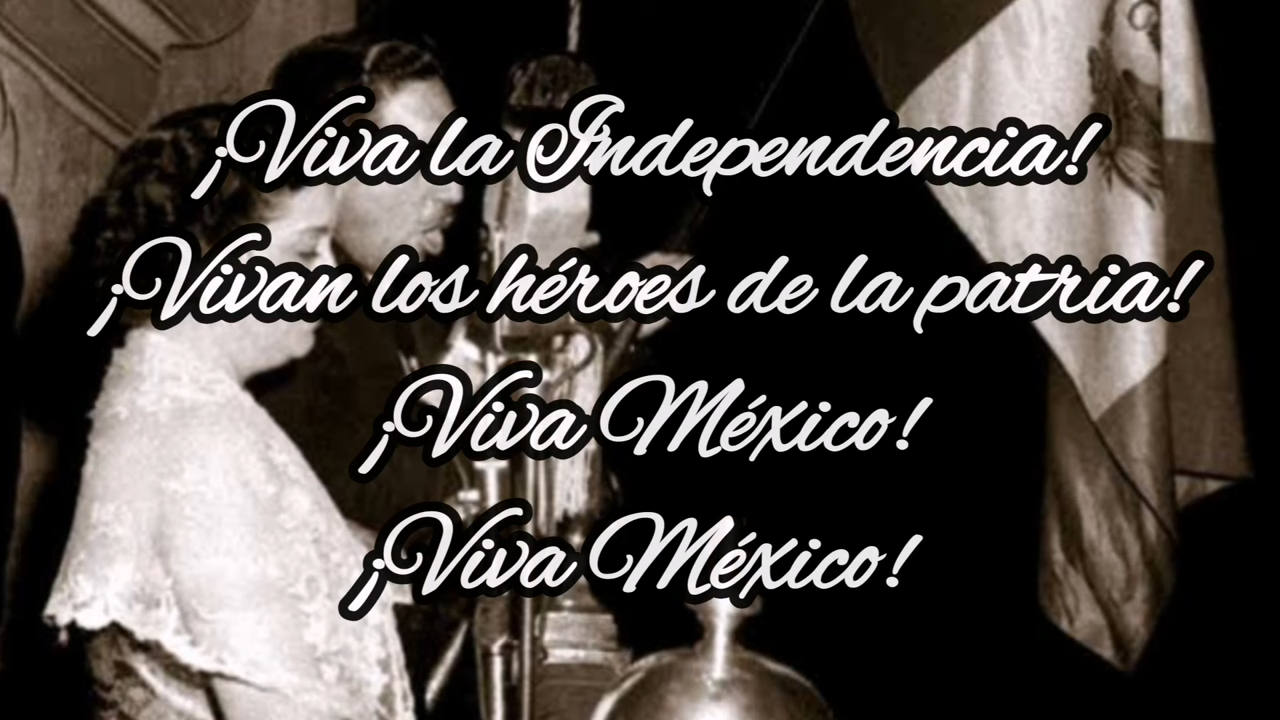 ¡Viva la Independencia!
¡Vivan los héroes de la patria!
¡Viva México!
¡Viva México!